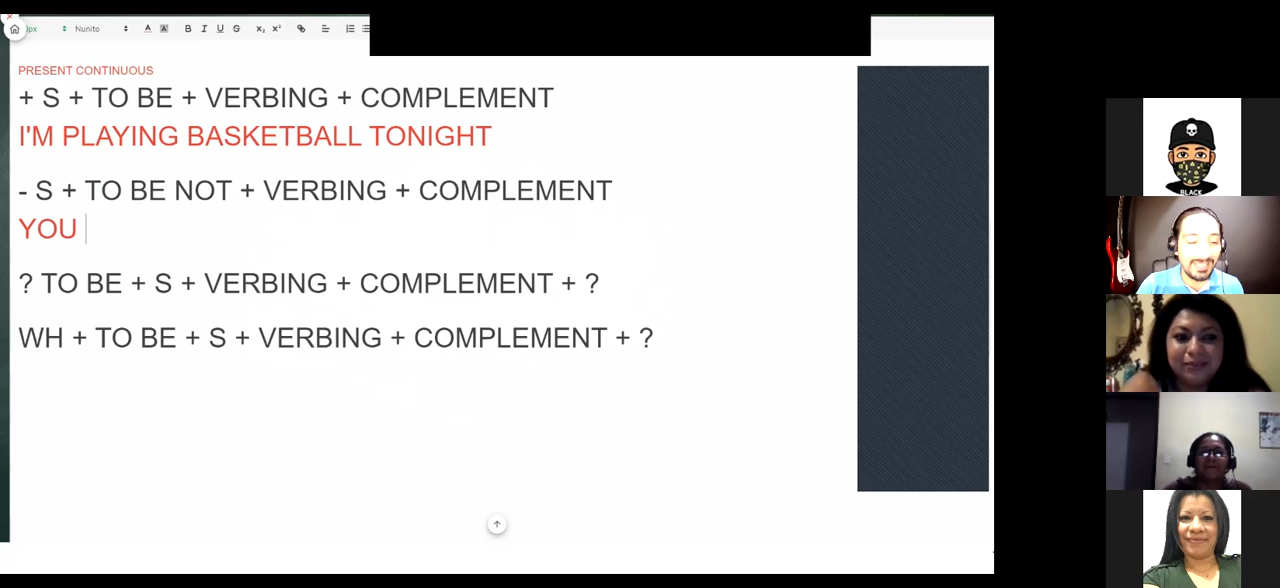 Nunito
PRESENT CONTINUOUS
+ S + TO BE + VERBING + COMPLEMENT
I'M PLAYING BASKETBALL TONIGHT
- S + TO BE NOT + VERBING + COMPLEMENT
YOU
? TO BE + S + VERBING + COMPLEMENT + ?
WH + TO BE + S + VERBING + COMPLEMENT + ?
BLACK